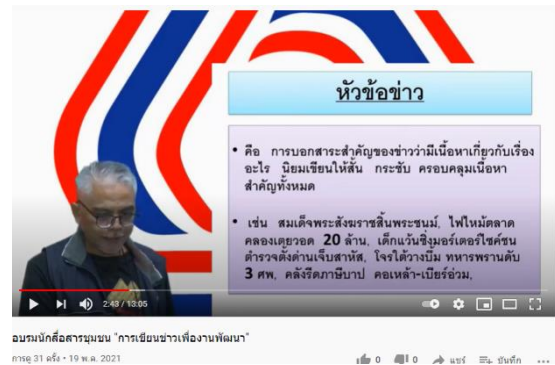 หัวข้อข่าว
• คือ การบอกสาระสำคัญของข่าวว่ามีเนื้อหาเกี่ยวกับเรื่อง
อะไร นิยมเขียนให้สั้น กระชับ ครอบคลุมเนื้อหา
สำคัญทั้งหมด
• เช่น สมเด็จพระสังฆราชสิ้นพระชนม์, ไฟไหม้ตลาด
คลองเตยวอด 20 ล้าน, เด็กแว้นซิ่งมอร์เตอร์ไซค์ชน
ตำรวจตั้งด่านเจ็บสาหัส, โจรใต้วางบึ้ม ทหารพรานดับ
3 ศพ, คลังรีดภาษีบาป คอเหล้า-เบียร์อ่วม,
2:43 / 13:05
อบรมนักสื่อสารชุมชน "การเขียนข่าวเพื่องานพัฒนา"
การดู 31 ครั้ง • 19 พ.ค. 2021
0 0 แชร์ บันทึก ...